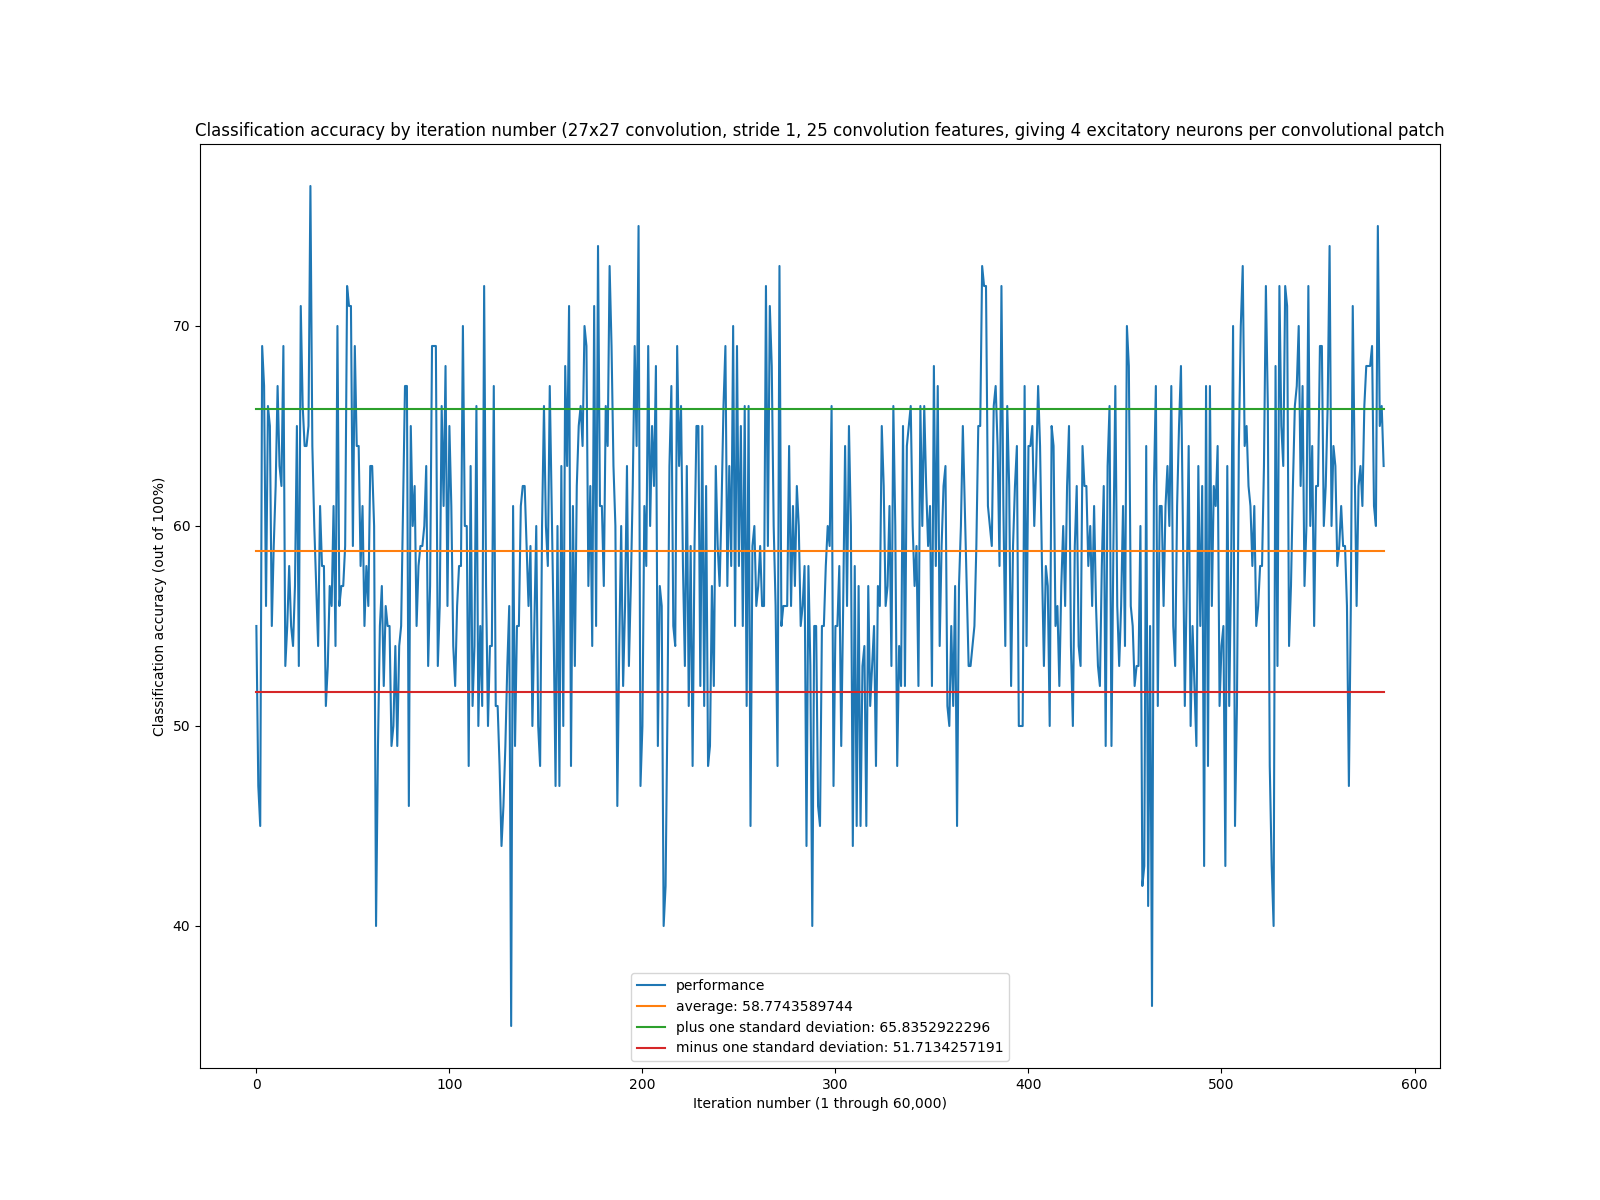 Classification accuracy by iteration number (27x27 convolution, stride 1, 25 convolution features, giving 4 excitatory neurons per convolutional patch
Classification accuracy (out of 100%)
70
60
50
40
performance
average: 58.7743589744
plus one standard deviation: 65.8352922296
minus one standard deviation: 51.7134257191
0 100 200 300 400 500 600
Iteration number (1 through 60,000)